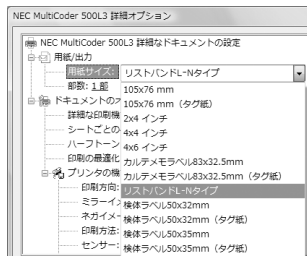 NEC MultiCoder 500L3 詳細オプション
NEC MultiCoder 500L3 詳細なドキュメントの設定
用紙/出力
用紙サイズ: リストバンドL-Nタイプ
部数: 1 部
105x76 mm
105x76 mm（タグ紙）
ドキュメントのオ
2x4 インチ
詳細な印刷機
4x4 インチ
シートごとの
4x6 インチ
ハーフトーン
カルテメモラベル83x32.5mm
印刷の最適化
カルテメモラベル83x32.5mm（タグ紙）
プリンタの機
リストバンドL-Nタイプ
印刷方向:
検体ラベル50x32mm
ミラーイメ
検体ラベル50x32mm（タグ紙）
ネガイメー
検体ラベル50x35mm
印刷方法:
検体ラベル50x35mm（タグ紙）
センサー: